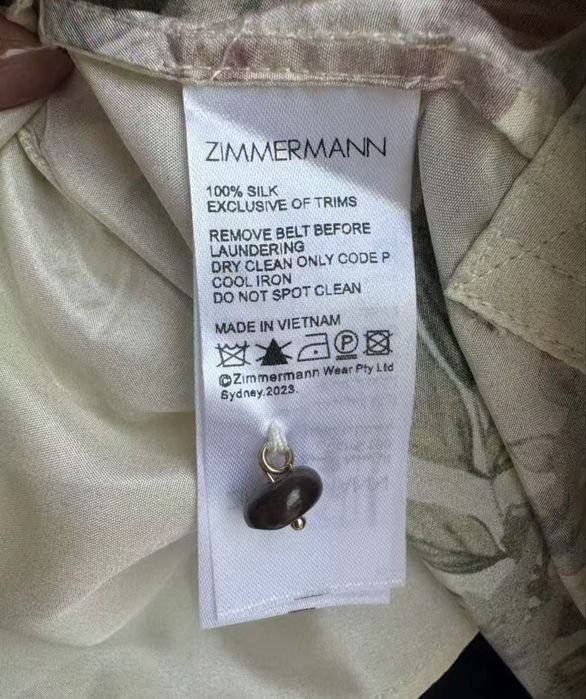 ZIMMERMANN
100% SILK
EXCLUSIVE OF TRIMS
REMOVE BELT BEFORE
LAUNDERING
DRY CLEAN ONLY CODE P
COOL IRON
DO NOT SPOT CLEAN
MADE IN VIETNAM
P
©Zimmermann Wear Pty Ltd
Sydney.2023.